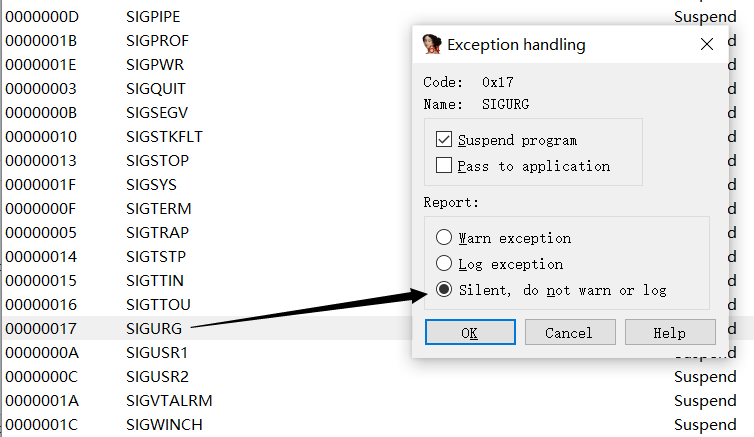 0000000D SIGPIPE Suspend
0000001B SIGPROF
0000001E SIGPWR
00000003 SIGQUIT
0000000B SIGSEGV
00000010 SIGSTKFLT
00000013 SIGSTOP
0000001F SIGSYS
0000000F SIGTERM
00000005 SIGTRAP
00000014 SIGTSTP
00000015 SIGTTIN
00000016 SIGTTOU
00000017 SIGURG
0000000A SIGUSR1 Suspend
0000000C SIGUSR2 Suspend
0000001A SIGVTALRM Suspend
0000001C SIGWINCH Suspend
Exception handling
Code: 0x17
Name: SIGURG
Suspend program
Pass to application
Report:
Warn exception
Log exception
Silent, do not warn or log
OK Cancel Help